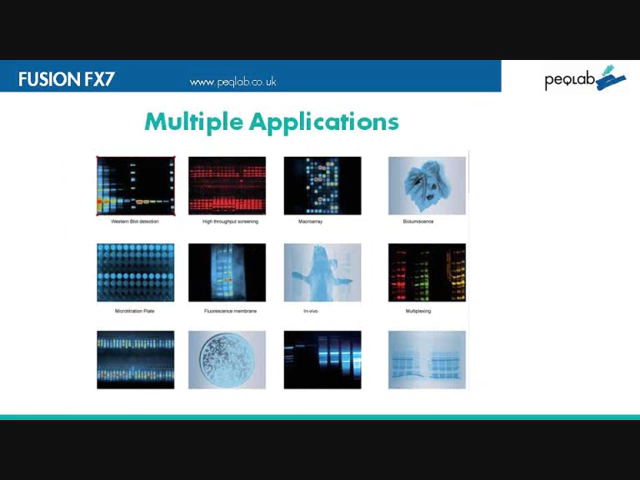 FUSION FX7
www.peqlab.co.uk
peqlab
Multiple Applications
Western Blot detection
High throughput screening
Macroarray
Bioluminescence
Microtitration Plate
Fluorescence membrane
In-vivo
Multiplexing